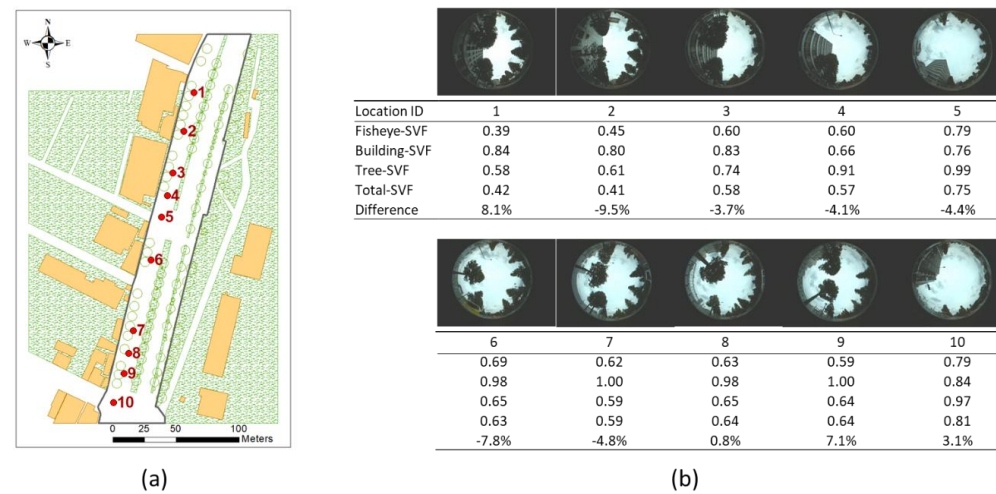 N
W E
S
1
2
3
4
5
6
7
8
9
10
0 25 50 100
Meters
(a)
Location ID 1 2 3 4 5
Fisheye-SVF 0.39 0.45 0.60 0.60 0.79
Building-SVF 0.84 0.80 0.83 0.66 0.76
Tree-SVF 0.58 0.61 0.74 0.91 0.99
Total-SVF 0.42 0.41 0.58 0.57 0.75
Difference 8.1% -9.5% -3.7% -4.1% -4.4%
6 7 8 9 10
0.69 0.62 0.63 0.59 0.79
0.98 1.00 0.98 1.00 0.84
0.65 0.59 0.65 0.64 0.97
0.63 0.59 0.64 0.64 0.81
-7.8% -4.8% 0.8% 7.1% 3.1%
(b)